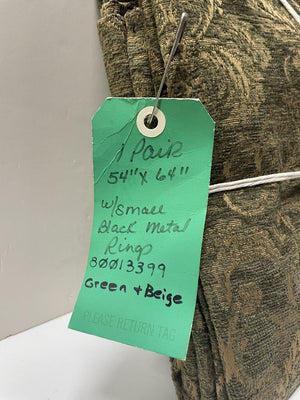 1 Pair
54" x 64"
w/small
Black Metal
Rings
80013399
Green + Beige
PLEASE RETURN TAG